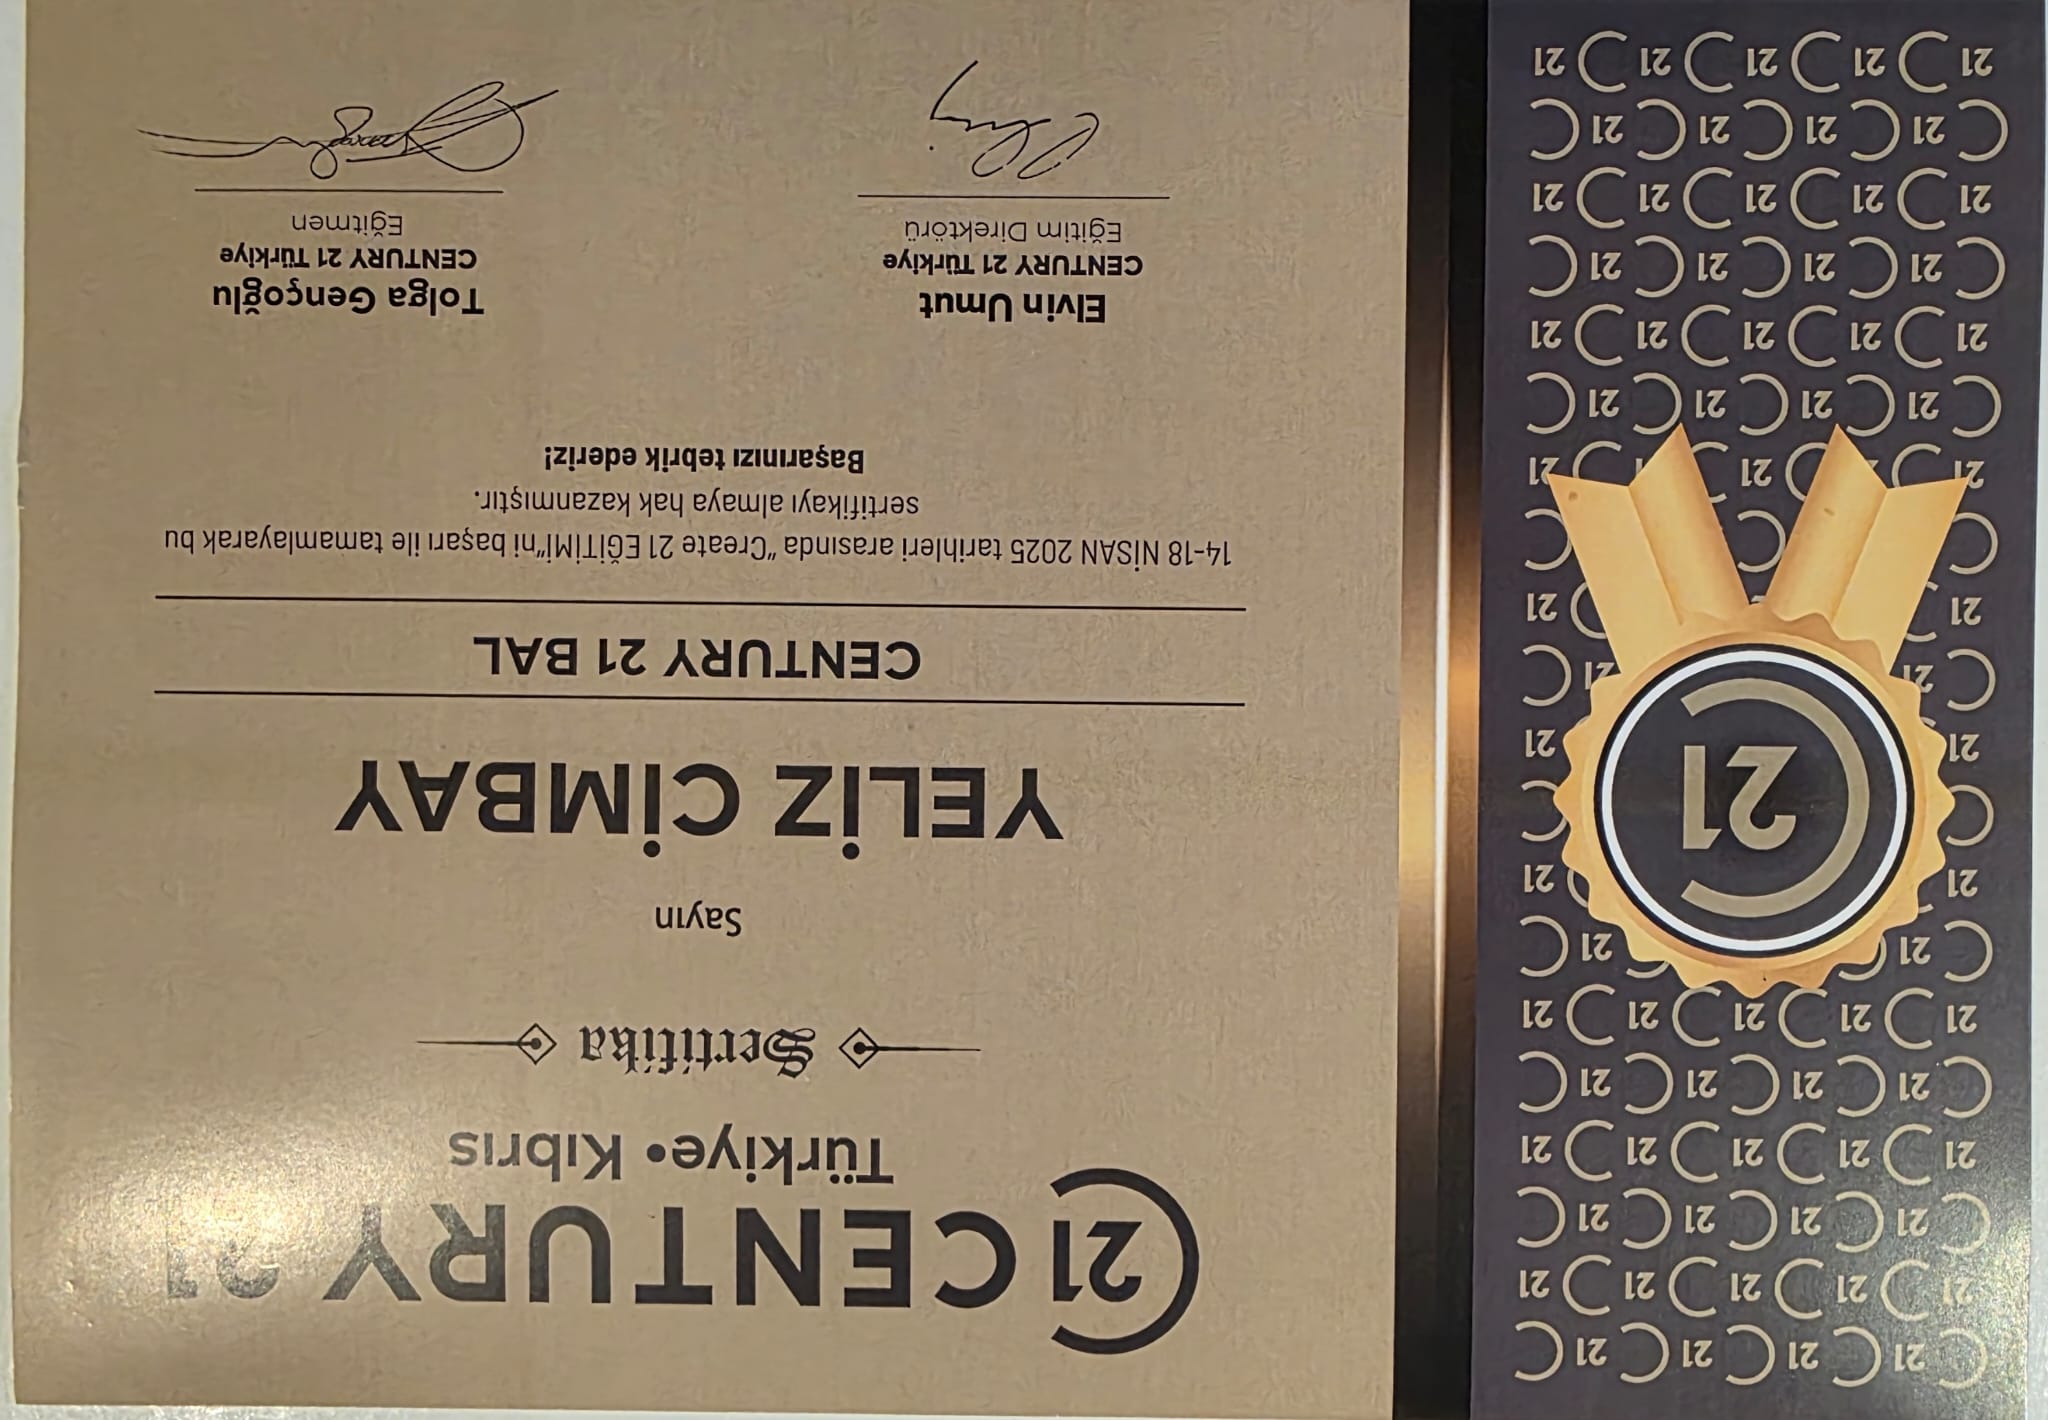 21 CENTURY 21
Türkiye • Kıbrıs
Sertifika
Sayın
YELİZ CİMBAY
CENTURY 21 BAL
14-18 NİSAN 2025 tarihleri arasında "Create 21 EĞİTİMİ"ni başarı ile tamamlayarak bu
sertifikayı almaya hak kazanmıştır.
Başarınızı tebrik ederiz!
Elvin Umut
CENTURY 21 Türkiye
Eğitim Direktörü
Tolga Gençoğlu
CENTURY 21 Türkiye
Eğitmen
C21